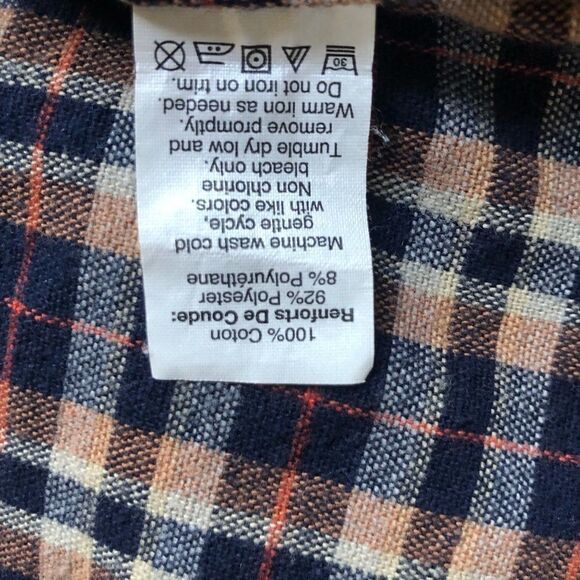 100% Coton
Renforts De Coude:
92% Polyester
8% Polyuréthane
Machine wash cold
gentle cycle,
with like colors.
Non chlorine
bleach only.
Tumble dry low and
remove promptly.
Warm iron as needed.
Do not iron on trim.
30